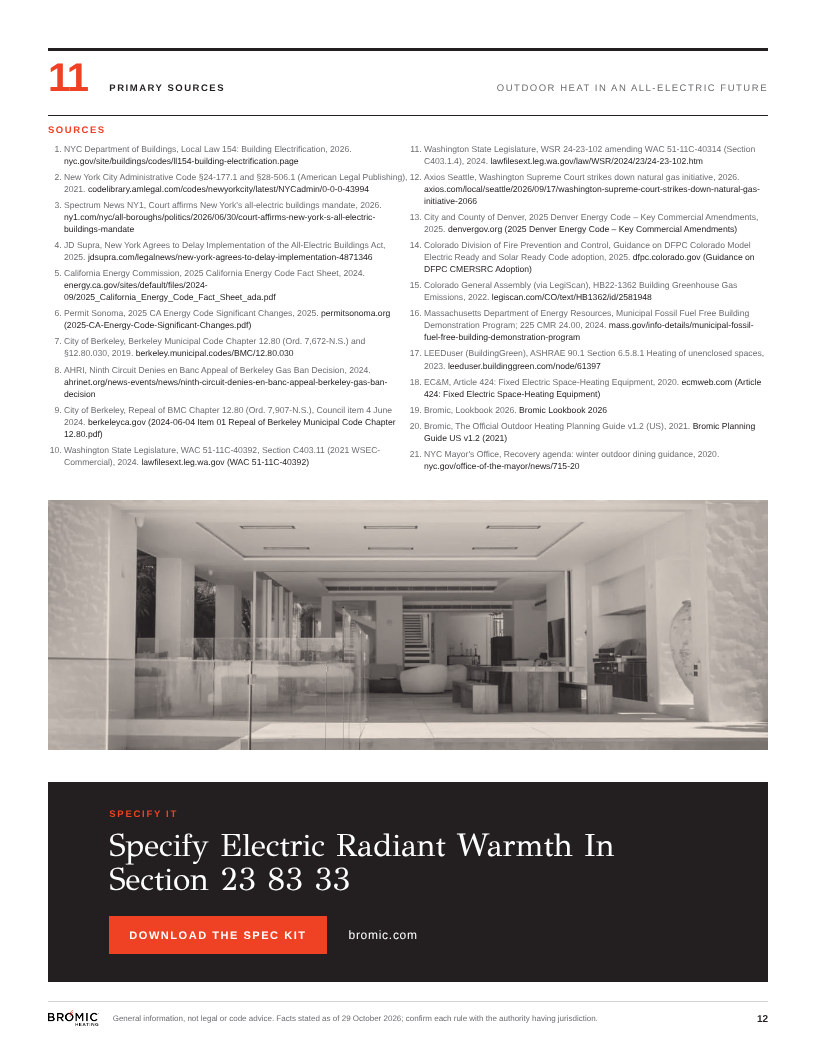 11
PRIMARY SOURCES
OUTDOOR HEAT IN AN ALL-ELECTRIC FUTURE
SOURCES
1. NYC Department of Buildings, Local Law 154: Building Electrification, 2026.
nyc.gov/site/buildings/codes/ll154-building-electrification.page
2. New York City Administrative Code §24-177.1 and §28-506.1 (American Legal Publishing),
2021. codelibrary.amlegal.com/codes/newyorkcity/latest/NYCadmin/0-0-0-43994
3. Spectrum News NY1, Court affirms New York's all-electric buildings mandate, 2026.
ny1.com/nyc/all-boroughs/politics/2026/06/30/court-affirms-new-york-s-all-electric-
buildings-mandate
4. JD Supra, New York Agrees to Delay Implementation of the All-Electric Buildings Act,
2025. jdsupra.com/legalnews/new-york-agrees-to-delay-implementation-4871346
5. California Energy Commission, 2025 California Energy Code Fact Sheet, 2024.
energy.ca.gov/sites/default/files/2024-
09/2025_California_Energy_Code_Fact_Sheet_ada.pdf
6. Permit Sonoma, 2025 CA Energy Code Significant Changes, 2025. permitsonoma.org
(2025-CA-Energy-Code-Significant-Changes.pdf)
7. City of Berkeley, Berkeley Municipal Code Chapter 12.80 (Ord. 7,672-N.S.) and
§12.80.030, 2019. berkeley.municipal.codes/BMC/12.80.030
8. AHRI, Ninth Circuit Denies en Banc Appeal of Berkeley Gas Ban Decision, 2024.
ahrinet.org/news-events/news/ninth-circuit-denies-en-banc-appeal-berkeley-gas-ban-
decision
9. City of Berkeley, Repeal of BMC Chapter 12.80 (Ord. 7,907-N.S.), Council item 4 June
2024. berkeleyca.gov (2024-06-04 Item 01 Repeal of Berkeley Municipal Code Chapter
12.80.pdf)
10. Washington State Legislature, WAC 51-11C-40392, Section C403.11 (2021 WSEC-
Commercial), 2024. lawfilesext.leg.wa.gov (WAC 51-11C-40392)
11. Washington State Legislature, WSR 24-23-102 amending WAC 51-11C-40314 (Section
C403.1.4), 2024. lawfilesext.leg.wa.gov/law/WSR/2024/23/24-23-102.htm
12. Axios Seattle, Washington Supreme Court strikes down natural gas initiative, 2026.
axios.com/local/seattle/2026/09/17/washington-supreme-court-strikes-down-natural-gas-
initiative-2066
13. City and County of Denver, 2025 Denver Energy Code – Key Commercial Amendments,
2025. denvergov.org (2025 Denver Energy Code – Key Commercial Amendments)
14. Colorado Division of Fire Prevention and Control, Guidance on DFPC Colorado Model
Electric Ready and Solar Ready Code adoption, 2025. dfpc.colorado.gov (Guidance on
DFPC CMERSRC Adoption)
15. Colorado General Assembly (via LegiScan), HB22-1362 Building Greenhouse Gas
Emissions, 2022. legiscan.com/CO/text/HB1362/id/2581948
16. Massachusetts Department of Energy Resources, Municipal Fossil Fuel Free Building
Demonstration Program; 225 CMR 24.00, 2024. mass.gov/info-details/municipal-fossil-
fuel-free-building-demonstration-program
17. LEEDuser (BuildingGreen), ASHRAE 90.1 Section 6.5.8.1 Heating of unenclosed spaces,
2023. leeduser.buildinggreen.com/node/61397
18. EC&M, Article 424: Fixed Electric Space-Heating Equipment, 2020. ecmweb.com (Article
424: Fixed Electric Space-Heating Equipment)
19. Bromic, Lookbook 2026. Bromic Lookbook 2026
20. Bromic, The Official Outdoor Heating Planning Guide v1.2 (US), 2021. Bromic Planning
Guide US v1.2 (2021)
21. NYC Mayor's Office, Recovery agenda: winter outdoor dining guidance, 2020.
nyc.gov/office-of-the-mayor/news/715-20
SPECIFY IT
Specify Electric Radiant Warmth In
Section 23 83 33
DOWNLOAD THE SPEC KIT
bromic.com
BROMIC
HEATING
General information, not legal or code advice. Facts stated as of 29 October 2026; confirm each rule with the authority having jurisdiction.
12